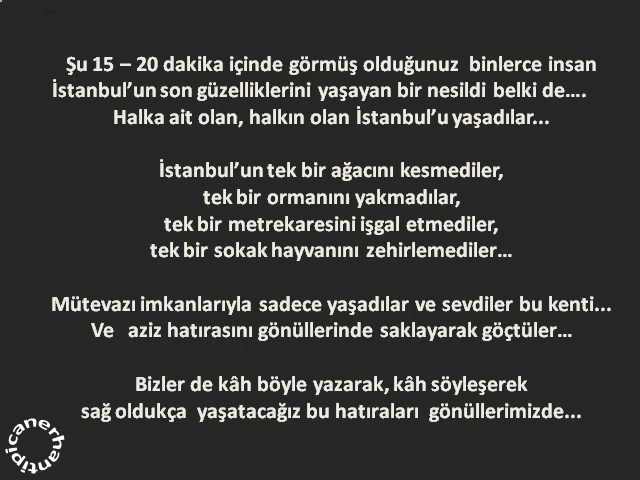 Şu 15 – 20 dakika içinde görmüş olduğunuz binlerce insan
İstanbul'un son güzelliklerini yaşayan bir nesildi belki de....
Halka ait olan, halkın olan İstanbul'u yaşadılar...
İstanbul'un tek bir ağacını kesmediler,
tek bir ormanını yakmadılar,
tek bir metrekaresini işgal etmediler,
tek bir sokak hayvanını zehirlemediler...
Mütevazı imkanlarıyla sadece yaşadılar ve sevdiler bu kenti...
Ve aziz hatırasını gönüllerinde saklayarak göçtüler...
Bizler de kâh böyle yazarak, kâh söyleşerek
sağ oldukça yaşatacağız bu hatıraları gönüllerimizde...
canerhantipi